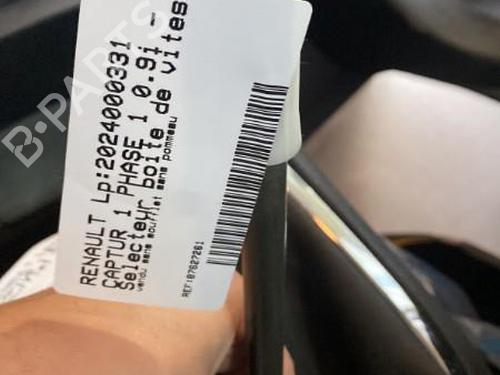 RENAULT Lp:2024000331
CAPTUR 1 PHASE 1 0.9i -
Selecteur boite de vites
vendu sans soufflet sans pommeau
REF:187627261
B-PARTS